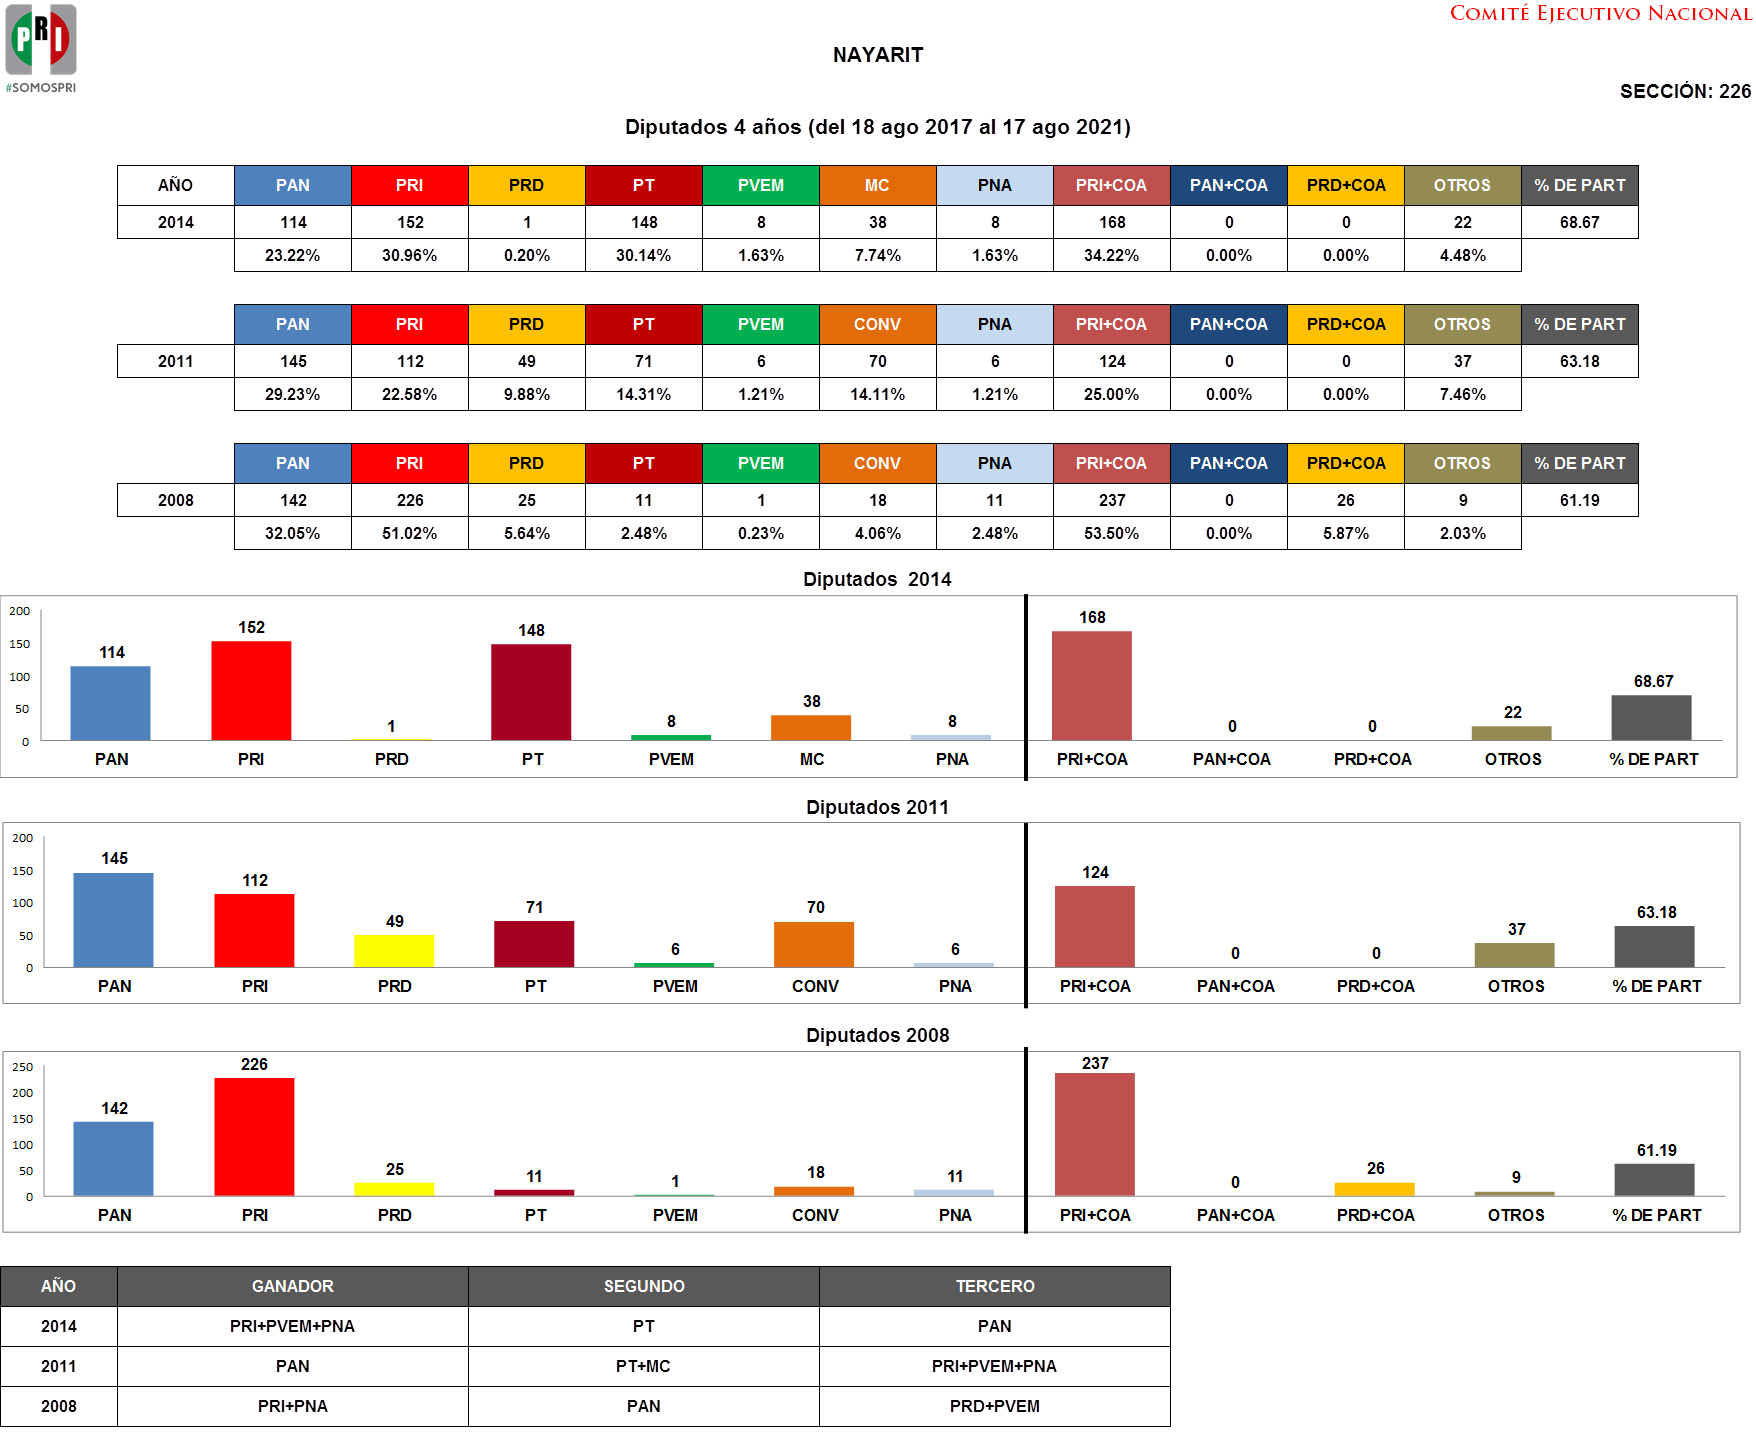 PRI
#SOMOSPRI
COMITÉ EJECUTIVO NACIONAL
NAYARIT
SECCIÓN: 226
Diputados 4 años (del 18 ago 2017 al 17 ago 2021)
AÑO PAN PRI PRD PT PVEM MC PNA PRI+COA PAN+COA PRD+COA OTROS % DE PART
2014 114 152 1 148 8 38 8 168 0 0 22 68.67
23.22% 30.96% 0.20% 30.14% 1.63% 7.74% 1.63% 34.22% 0.00% 0.00% 4.48%
PAN PRI PRD PT PVEM CONV PNA PRI+COA PAN+COA PRD+COA OTROS % DE PART
2011 145 112 49 71 6 70 6 124 0 0 37 63.18
29.23% 22.58% 9.88% 14.31% 1.21% 14.11% 1.21% 25.00% 0.00% 0.00% 7.46%
PAN PRI PRD PT PVEM CONV PNA PRI+COA PAN+COA PRD+COA OTROS % DE PART
2008 142 226 25 11 1 18 11 237 0 26 9 61.19
32.05% 51.02% 5.64% 2.48% 0.23% 4.06% 2.48% 53.50% 0.00% 5.87% 2.03%
Diputados 2014
200
150
100
50
0
114 152 1 148 8 38 8 168 0 0 22 68.67
PAN PRI PRD PT PVEM MC PNA PRI+COA PAN+COA PRD+COA OTROS % DE PART
Diputados 2011
200
150
100
50
0
145 112 49 71 6 70 6 124 0 0 37 63.18
PAN PRI PRD PT PVEM CONV PNA PRI+COA PAN+COA PRD+COA OTROS % DE PART
Diputados 2008
250
200
150
100
50
0
142 226 25 11 1 18 11 237 0 26 9 61.19
PAN PRI PRD PT PVEM CONV PNA PRI+COA PAN+COA PRD+COA OTROS % DE PART
AÑO GANADOR SEGUNDO TERCERO
2014 PRI+PVEM+PNA PT PAN
2011 PAN PT+MC PRI+PVEM+PNA
2008 PRI+PNA PAN PRD+PVEM